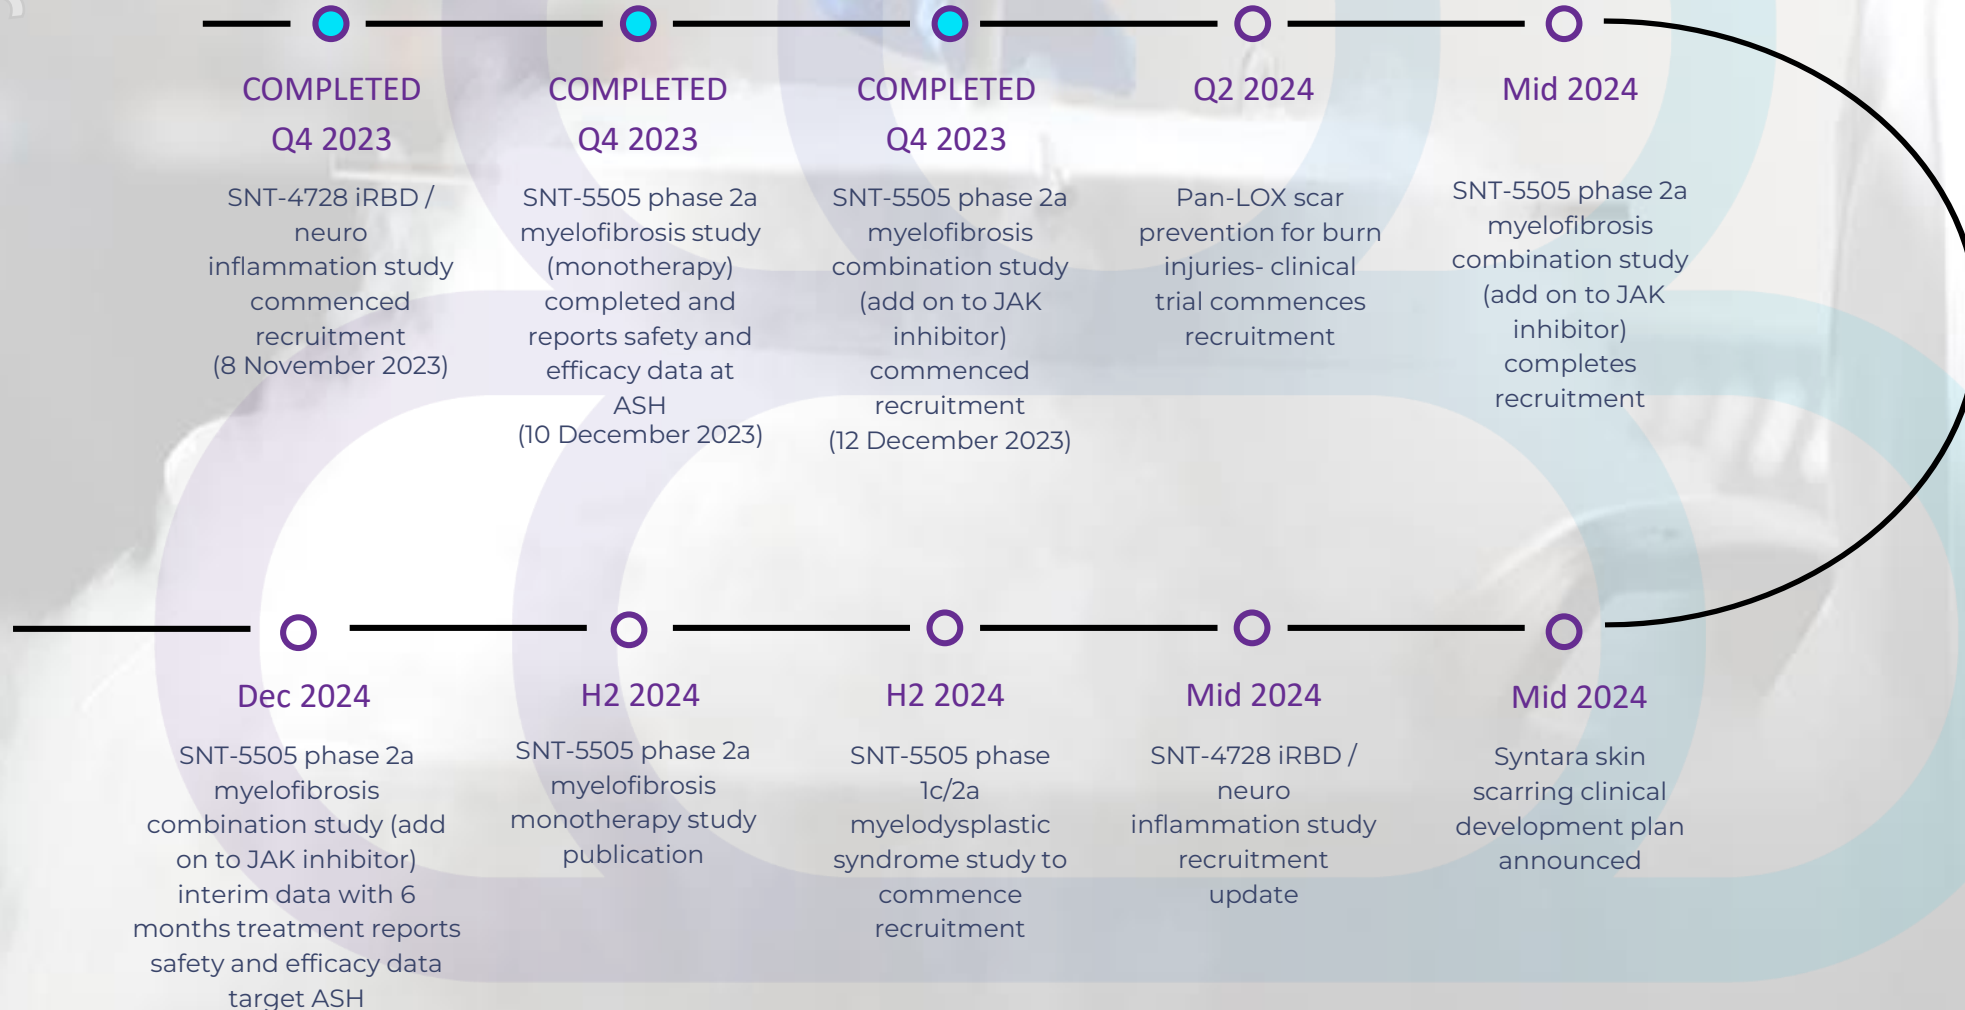 COMPLETED
Q4 2023
SNT-4728 iRBD /
neuro
inflammation study
commenced
recruitment
(8 November 2023)
COMPLETED
Q4 2023
SNT-5505 phase 2a
myelofibrosis study
(monotherapy)
completed and
reports safety and
efficacy data at
ASH
(10 December 2023)
COMPLETED
Q4 2023
SNT-5505 phase 2a
myelofibrosis
combination study
(add on to JAK
inhibitor)
commenced
recruitment
(12 December 2023)
Q2 2024
Pan-LOX scar
prevention for burn
injuries- clinical
trial commences
recruitment
Mid 2024
SNT-5505 phase 2a
myelofibrosis
combination study
(add on to JAK
inhibitor)
completes
recruitment
Dec 2024
SNT-5505 phase 2a
myelofibrosis
combination study (add
on to JAK inhibitor)
interim data with 6
months treatment reports
safety and efficacy data
target ASH
H2 2024
SNT-5505 phase 2a
myelofibrosis
monotherapy study
publication
H2 2024
SNT-5505 phase
1c/2a
myelodysplastic
syndrome study to
commence
recruitment
Mid 2024
SNT-4728 iRBD /
neuro
inflammation study
recruitment
update
Mid 2024
Syntara skin
scarring clinical
development plan
announced